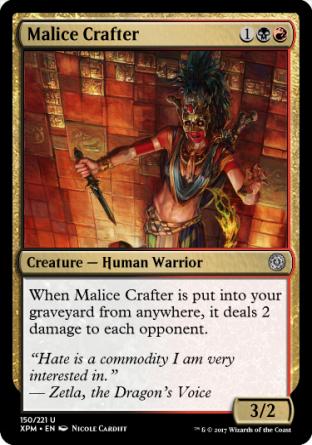 Malice Crafter 1
Creature — Human Warrior
When Malice Crafter is put into your
graveyard from anywhere, it deals 2
damage to each opponent.
“Hate is a commodity I am very
interested in.”
— Zetla, the Dragon’s Voice
3/2
150/221 U
XPM • EN Nicole Cardiff
™ & © 2017 Wizards of the Coast